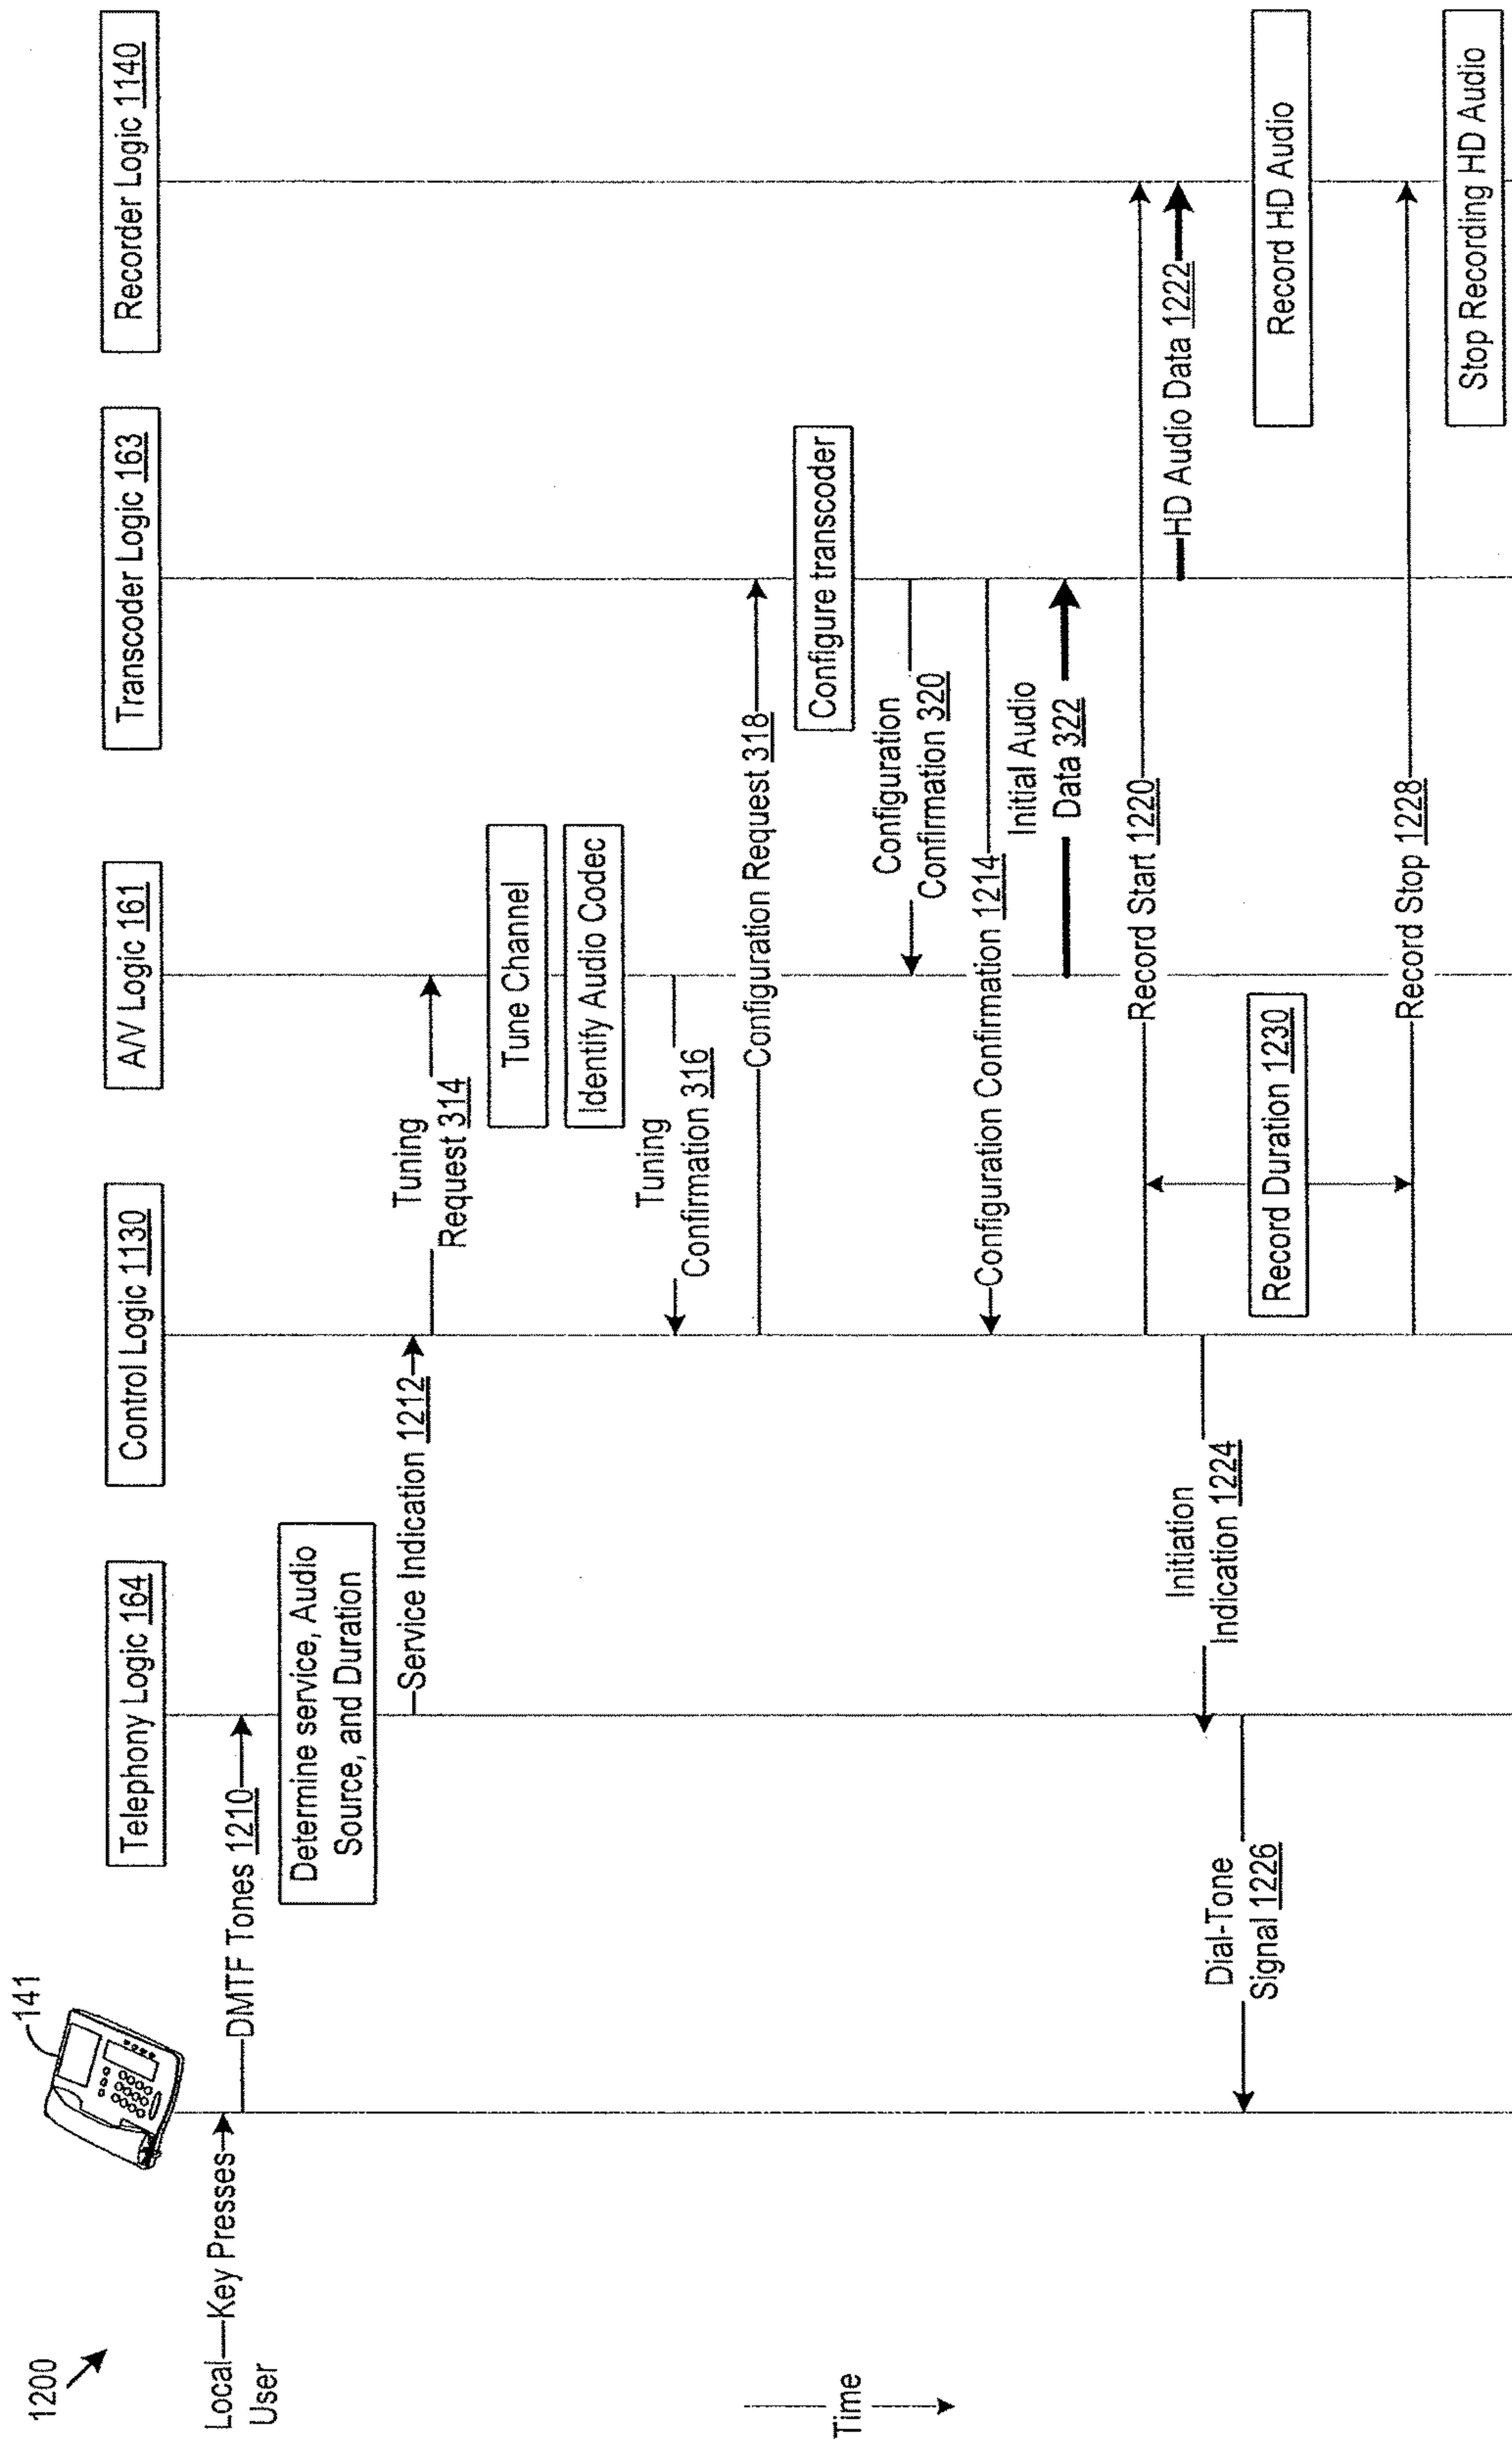 1200
141
Telephony Logic 164
Control Logic 1130
A/V Logic 161
Transcoder Logic 163
Recorder Logic 1140
Local
User
Key Presses
DMTF Tones 1210
Determine service, Audio
Source, and Duration
Service Indication 1212
Tuning
Request 314
Tune Channel
Identify Audio Codec
Tuning
Confirmation 316
Configuration Request 318
Configure transcoder
Configuration
Confirmation 320
Configuration Confirmation 1214
Initial Audio
Data 322
Record Start 1220
HD Audio Data 1222
Initiation
Indication 1224
Dial-Tone
Signal 1226
Record Duration 1230
Record HD Audio
Record Stop 1228
Stop Recording HD Audio
Time